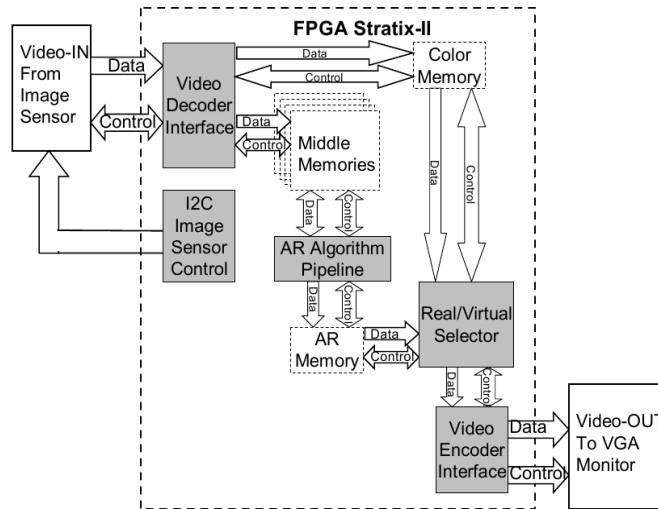 FPGA Stratix-II
Video-IN
From
Image
Sensor
Data
Control
Video
Decoder
Interface
Data
Control
Color
Memory
Data
Control
Middle
Memories
I2C
Image
Sensor
Control
Data
Control
Data
Control
AR Algorithm
Pipeline
Data
Control
AR
Memory
Data
Control
Real/Virtual
Selector
Data
Control
Video
Encoder
Interface
Data
Control
Video-OUT
To VGA
Monitor